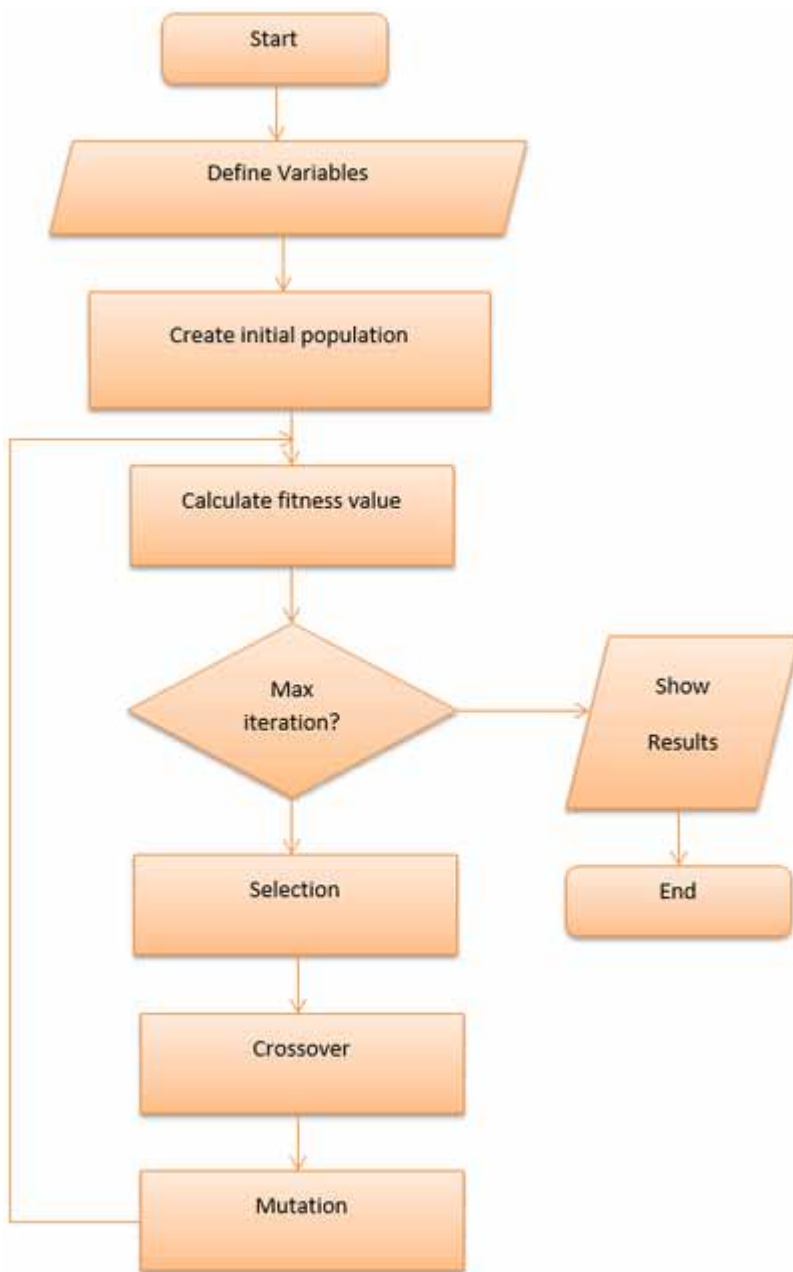 Start
Define Variables
Create initial population
Calculate fitness value
Max
iteration?
Show
Results
Selection
End
Crossover
Mutation